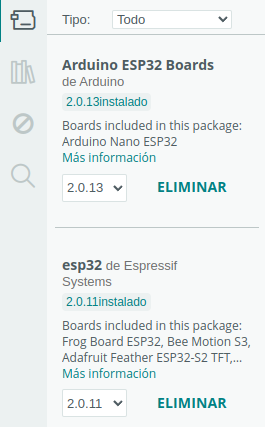 Tipo: Todo
Arduino ESP32 Boards
de Arduino
2.0.13instalado
Boards included in this package:
Arduino Nano ESP32
Más información
2.0.13 ELIMINAR
esp32 de Espressif
Systems
2.0.11instalado
Boards included in this package:
Frog Board ESP32, Bee Motion S3,
Adafruit Feather ESP32-S2 TFT,...
Más información
2.0.11 ELIMINAR